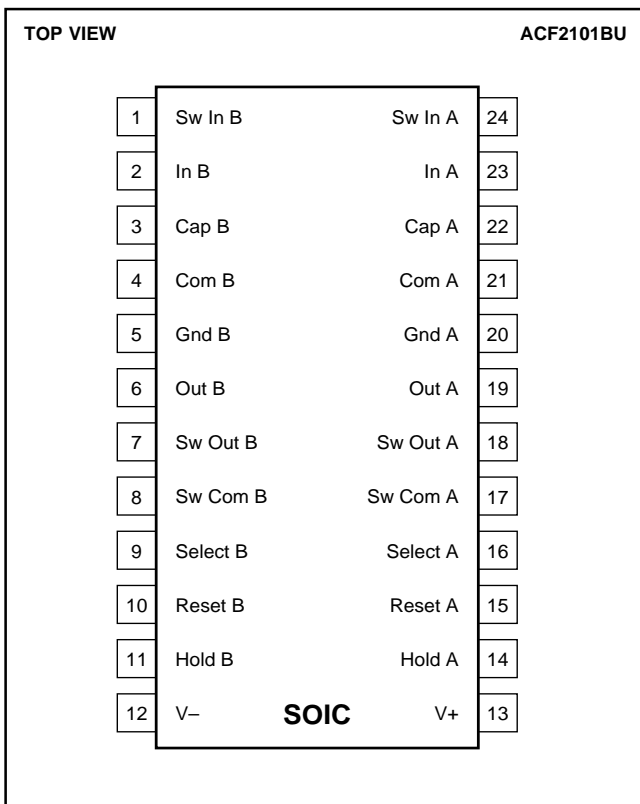 TOP VIEW ACF2101BU
1 Sw In B Sw In A 24
2 In B In A 23
3 Cap B Cap A 22
4 Com B Com A 21
5 Gnd B Gnd A 20
6 Out B Out A 19
7 Sw Out B Sw Out A 18
8 Sw Com B Sw Com A 17
9 Select B Select A 16
10 Reset B Reset A 15
11 Hold B Hold A 14
12 V– SOIC V+ 13